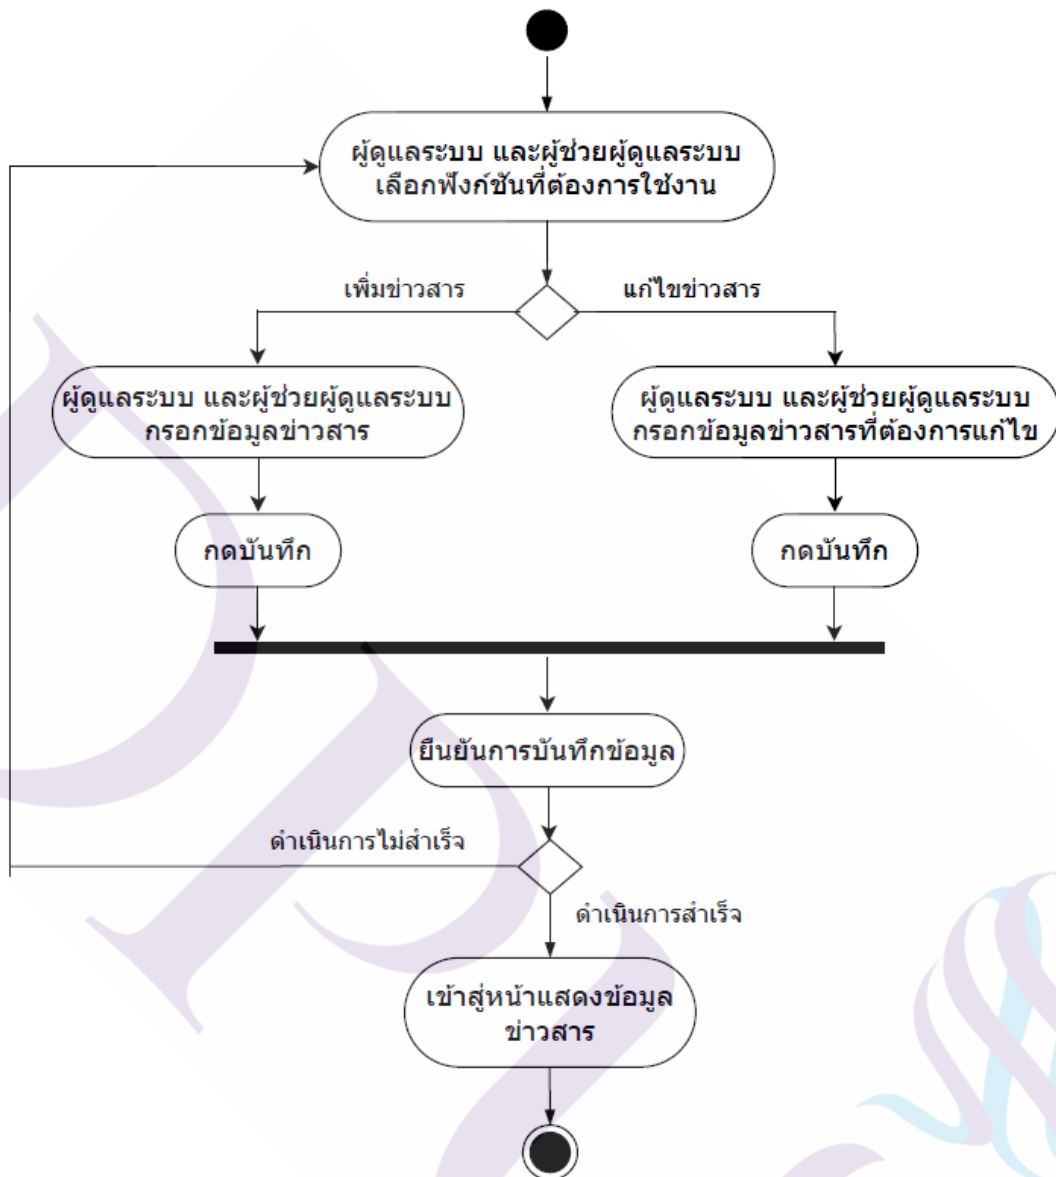 ผู้ดูแลระบบ และผู้ช่วยผู้ดูแลระบบ
เลือกฟังก์ชันที่ต้องการใช้งาน
เพิ่มข่าวสาร
แก้ไขข่าวสาร
ผู้ดูแลระบบ และผู้ช่วยผู้ดูแลระบบ
กรอกข้อมูลข่าวสาร
ผู้ดูแลระบบ และผู้ช่วยผู้ดูแลระบบ
กรอกข้อมูลข่าวสารที่ต้องการแก้ไข
กดบันทึก
กดบันทึก
ยืนยันการบันทึกข้อมูล
ดำเนินการไม่สำเร็จ
ดำเนินการสำเร็จ
เข้าสู่หน้าแสดงข้อมูล
ข่าวสาร